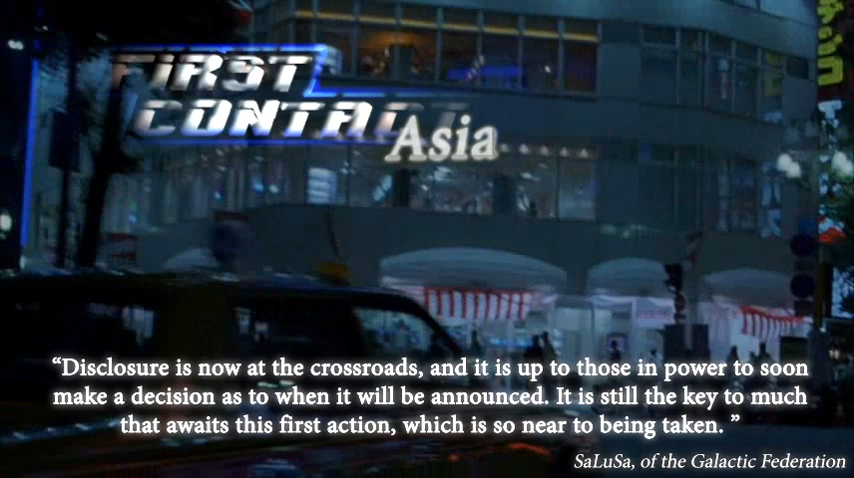 FiRST
CONTACT
Asia
“Disclosure is now at the crossroads, and it is up to those in power to soon
make a decision as to when it will be announced. It is still the key to much
that awaits this first action, which is so near to being taken. ”
SaLuSa, of the Galactic Federation